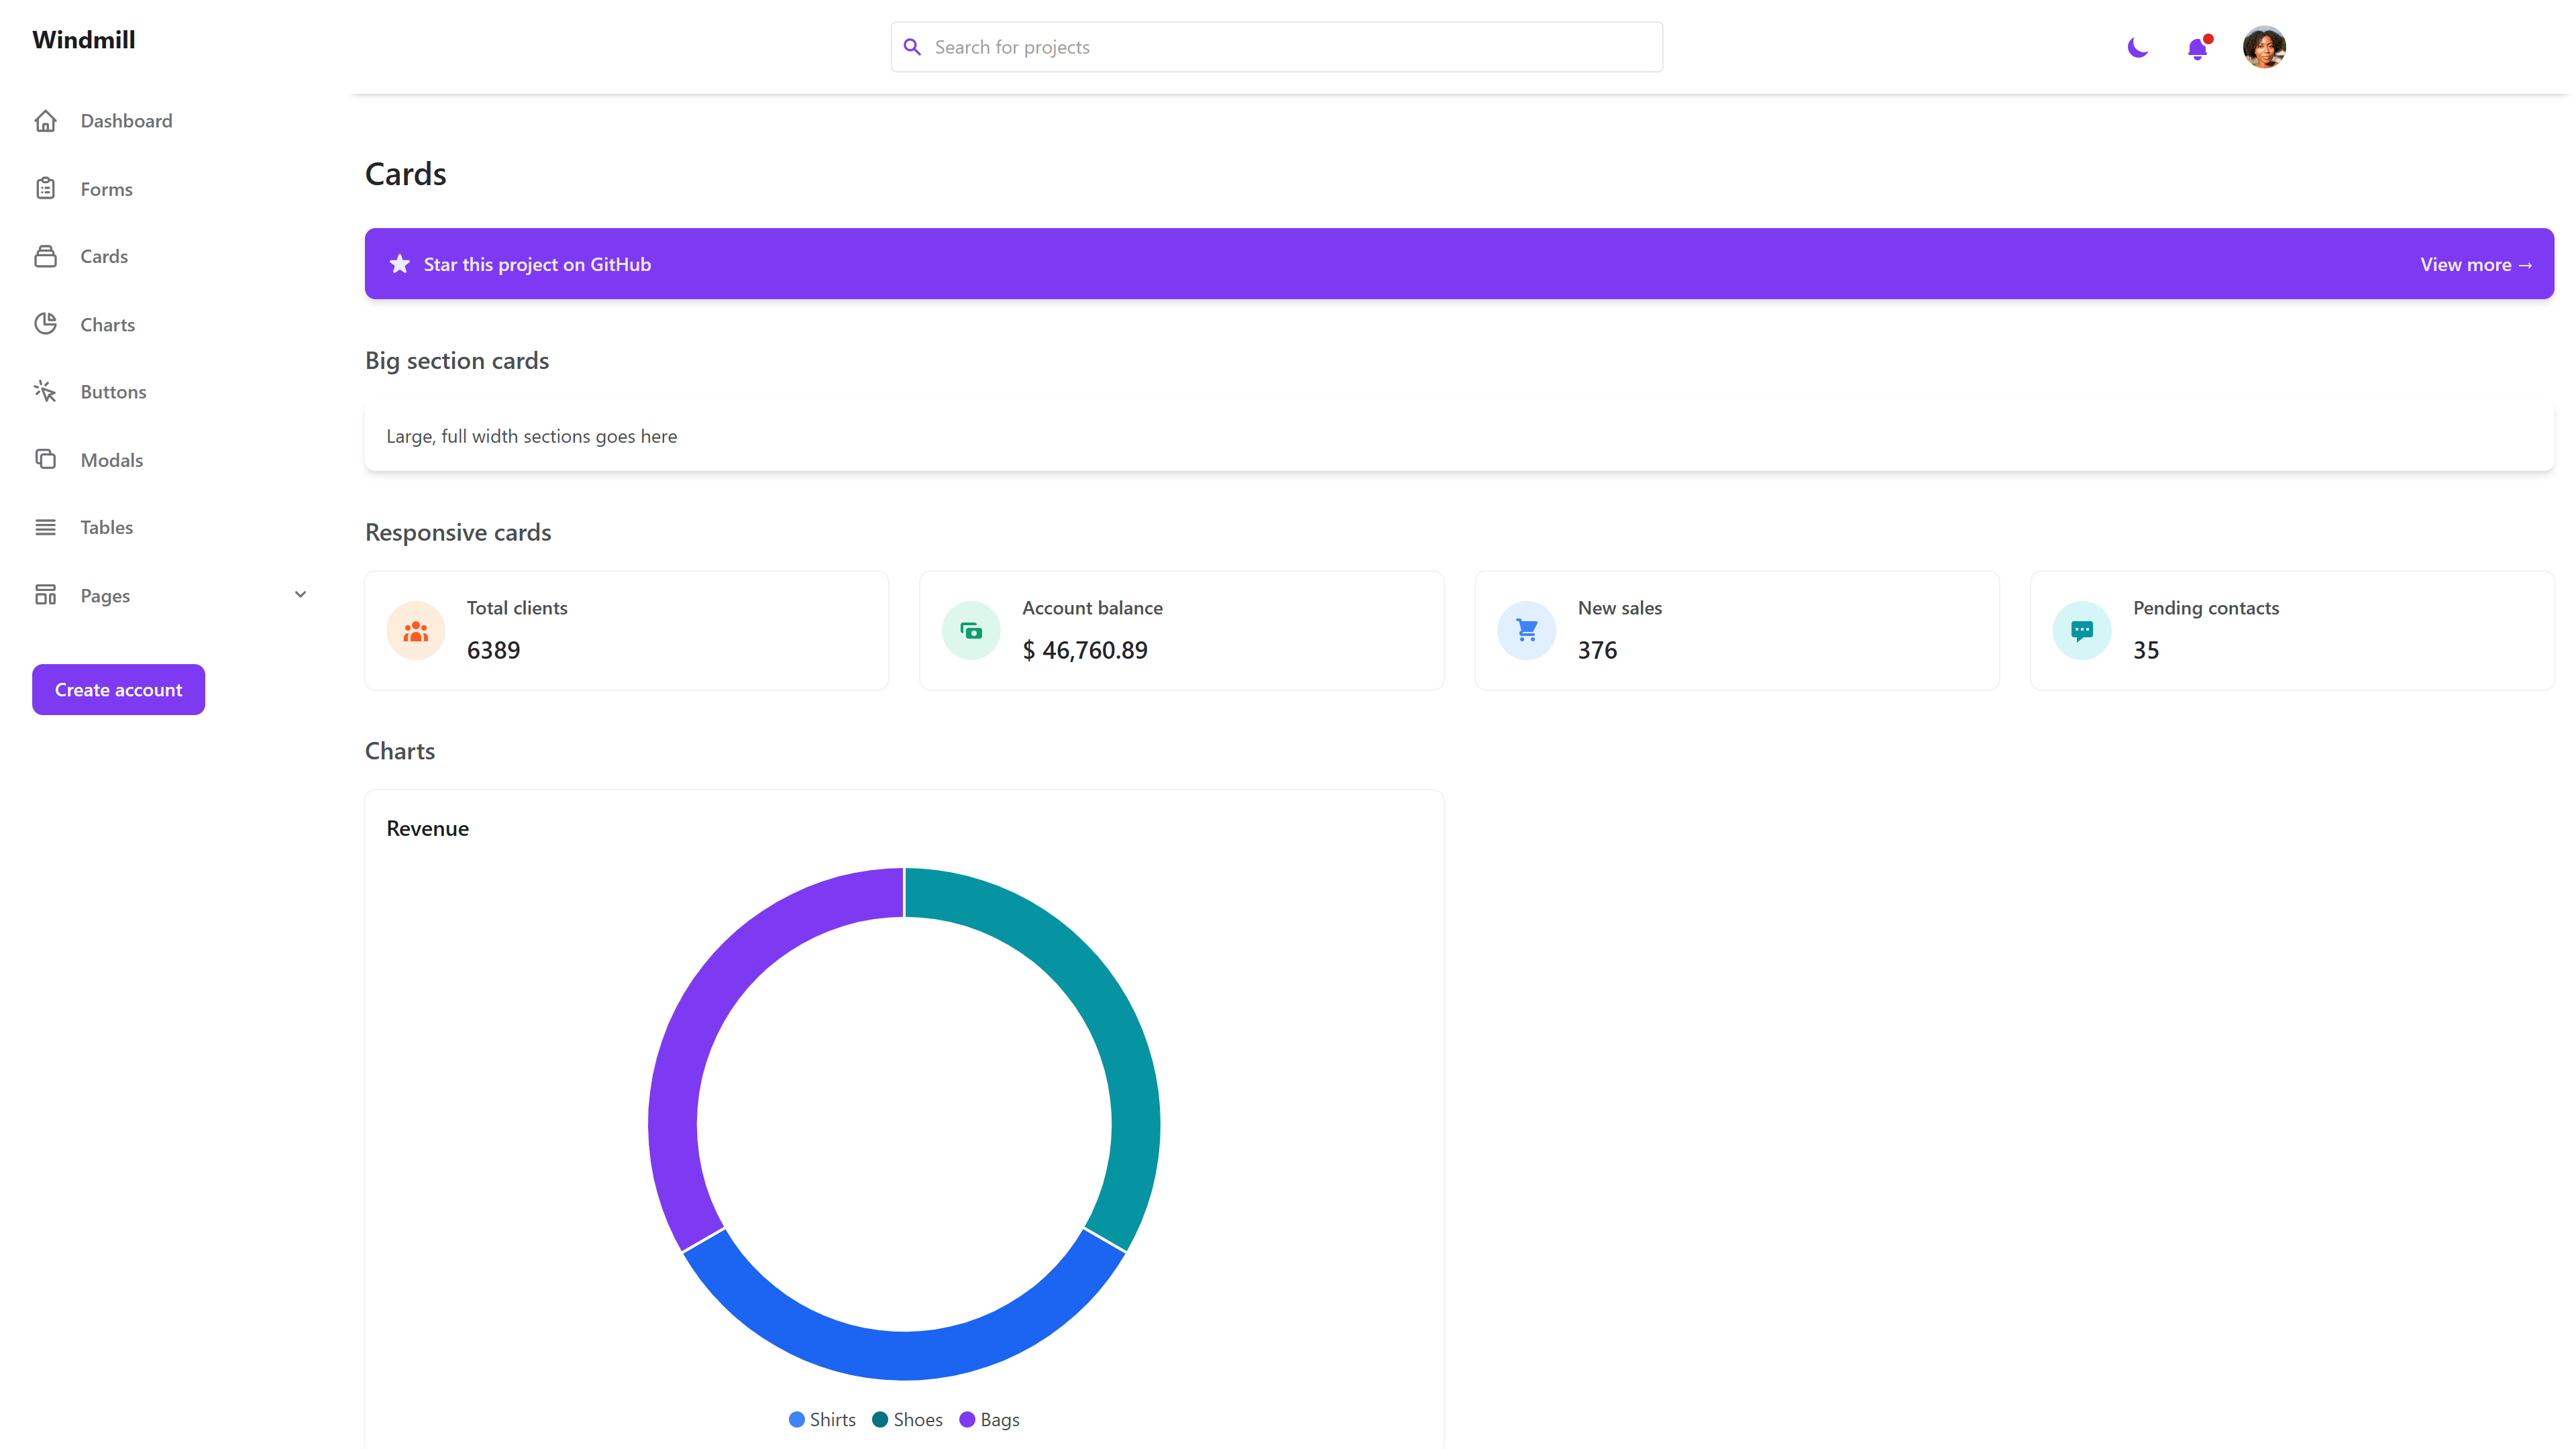 Windmill
Search for projects
Dashboard
Forms
Cards
Charts
Buttons
Modals
Tables
Pages
Create account
Cards
Star this project on GitHub
View more →
Big section cards
Large, full width sections goes here
Responsive cards
Total clients
6389
Account balance
$ 46,760.89
New sales
376
Pending contacts
35
Charts
Revenue
Shirts Shoes Bags